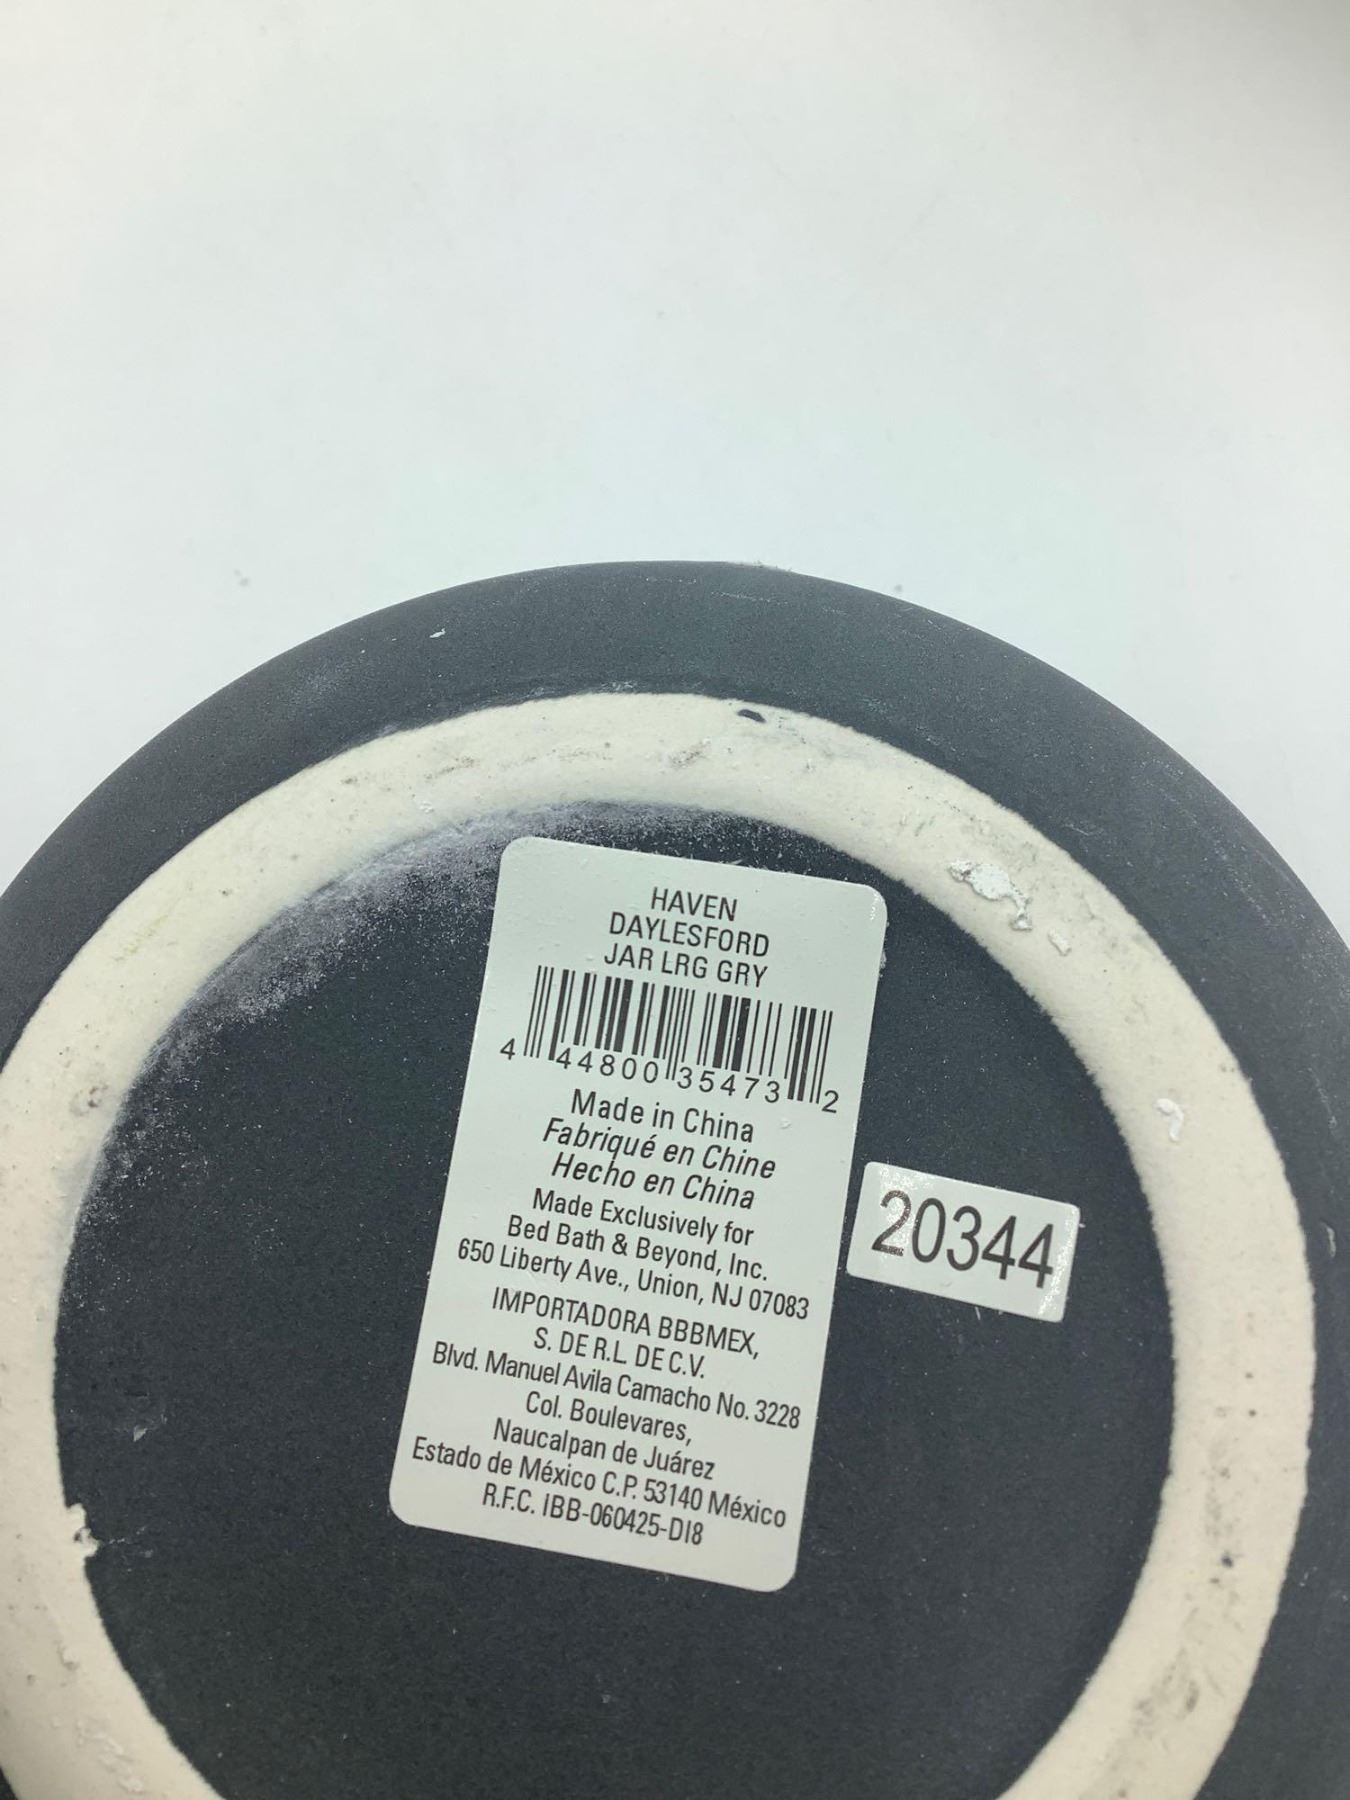 HAVEN
DAYLESFORD
JAR LRG GRY
4 44800 35473 2
Made in China
Fabriqué en Chine
Hecho en China
Made Exclusively for
Bed Bath & Beyond, Inc.
650 Liberty Ave., Union, NJ 07083
IMPORTADORA BBBMEX,
S. DE R.L. DE C.V.
Blvd. Manuel Avila Camacho No. 3228
Col. Boulevares,
Naucalpan de Juárez
Estado de México C.P. 53140 México
R.F.C. IBB-060425-DI8
20344